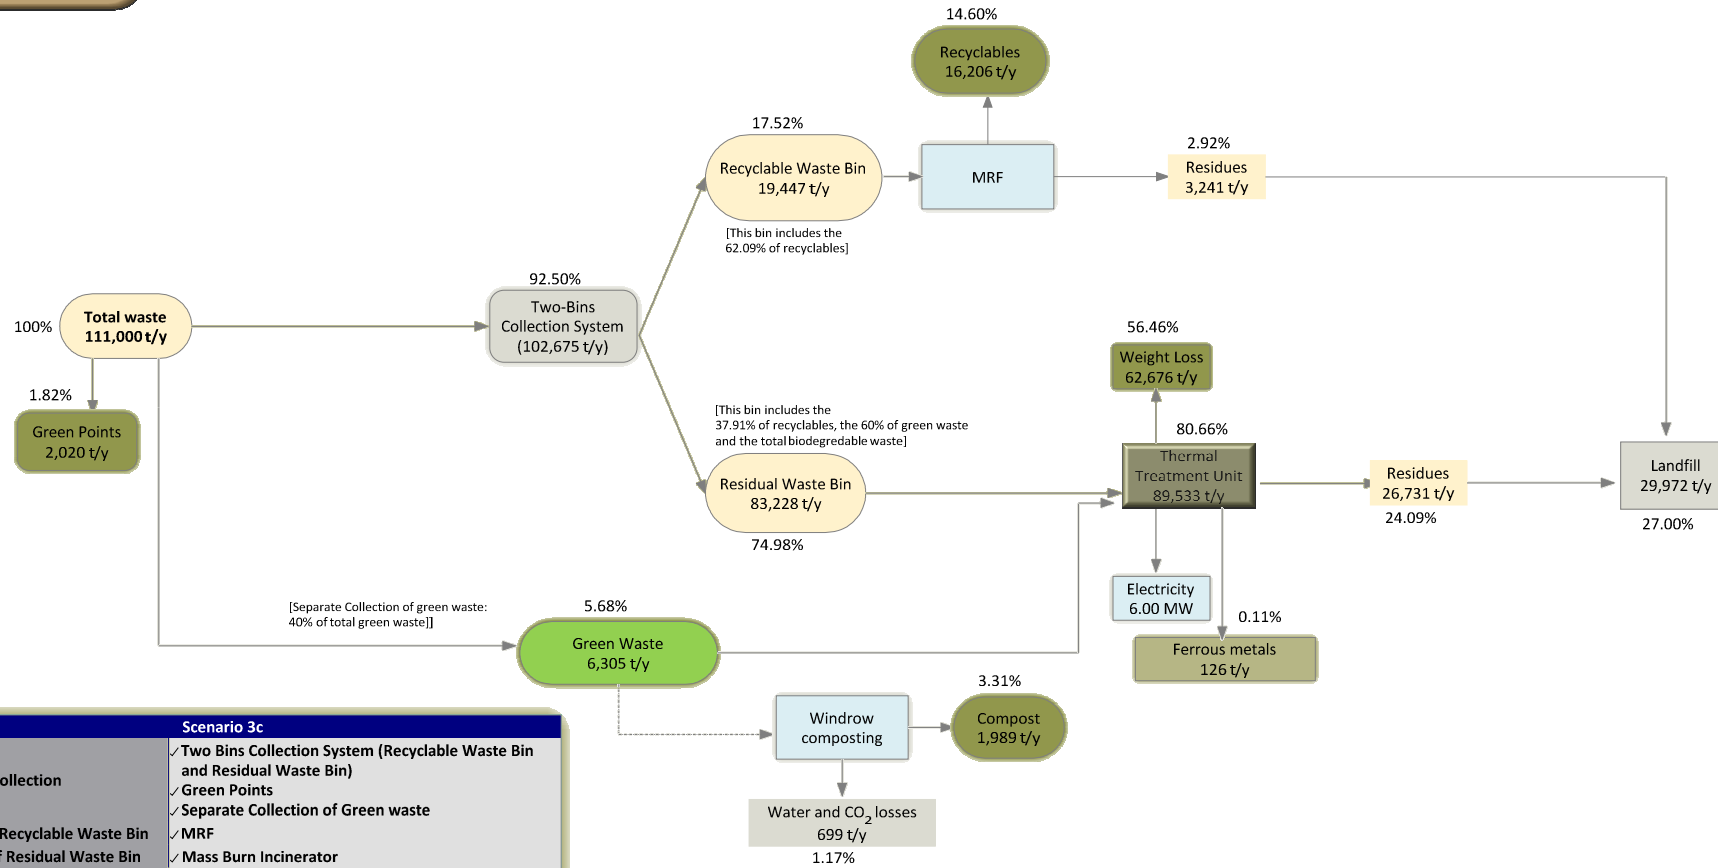 14.60%
Recyclables
16,206 t/y
17.52%
Recyclable Waste Bin
19,447 t/y
MRF
2.92%
Residues
3,241 t/y
[This bin includes the
62.09% of recyclables]
92.50%
Two-Bins
Collection System
(102,675 t/y)
100%
Total waste
111,000 t/y
1.82%
Green Points
2,020 t/y
56.46%
Weight Loss
62,676 t/y
[This bin includes the
37.91% of recyclables, the 60% of green waste
and the total biodegredable waste]
80.66%
Thermal
Treatment Unit
89,533 t/y
Residual Waste Bin
83,228 t/y
74.98%
Residues
26,731 t/y
24.09%
Landfill
29,972 t/y
27.00%
Electricity
6.00 MW
0.11%
Ferrous metals
126 t/y
[Separate Collection of green waste:
40% of total green waste]]
5.68%
Green Waste
6,305 t/y
Windrow
composting
3.31%
Compost
1,989 t/y
Water and CO2 losses
699 t/y
1.17%
Scenario 3c
ollection
✓Two Bins Collection System (Recyclable Waste Bin
and Residual Waste Bin)
✓Green Points
✓Separate Collection of Green waste
Recyclable Waste Bin ✓MRF
f Residual Waste Bin ✓Mass Burn Incinerator